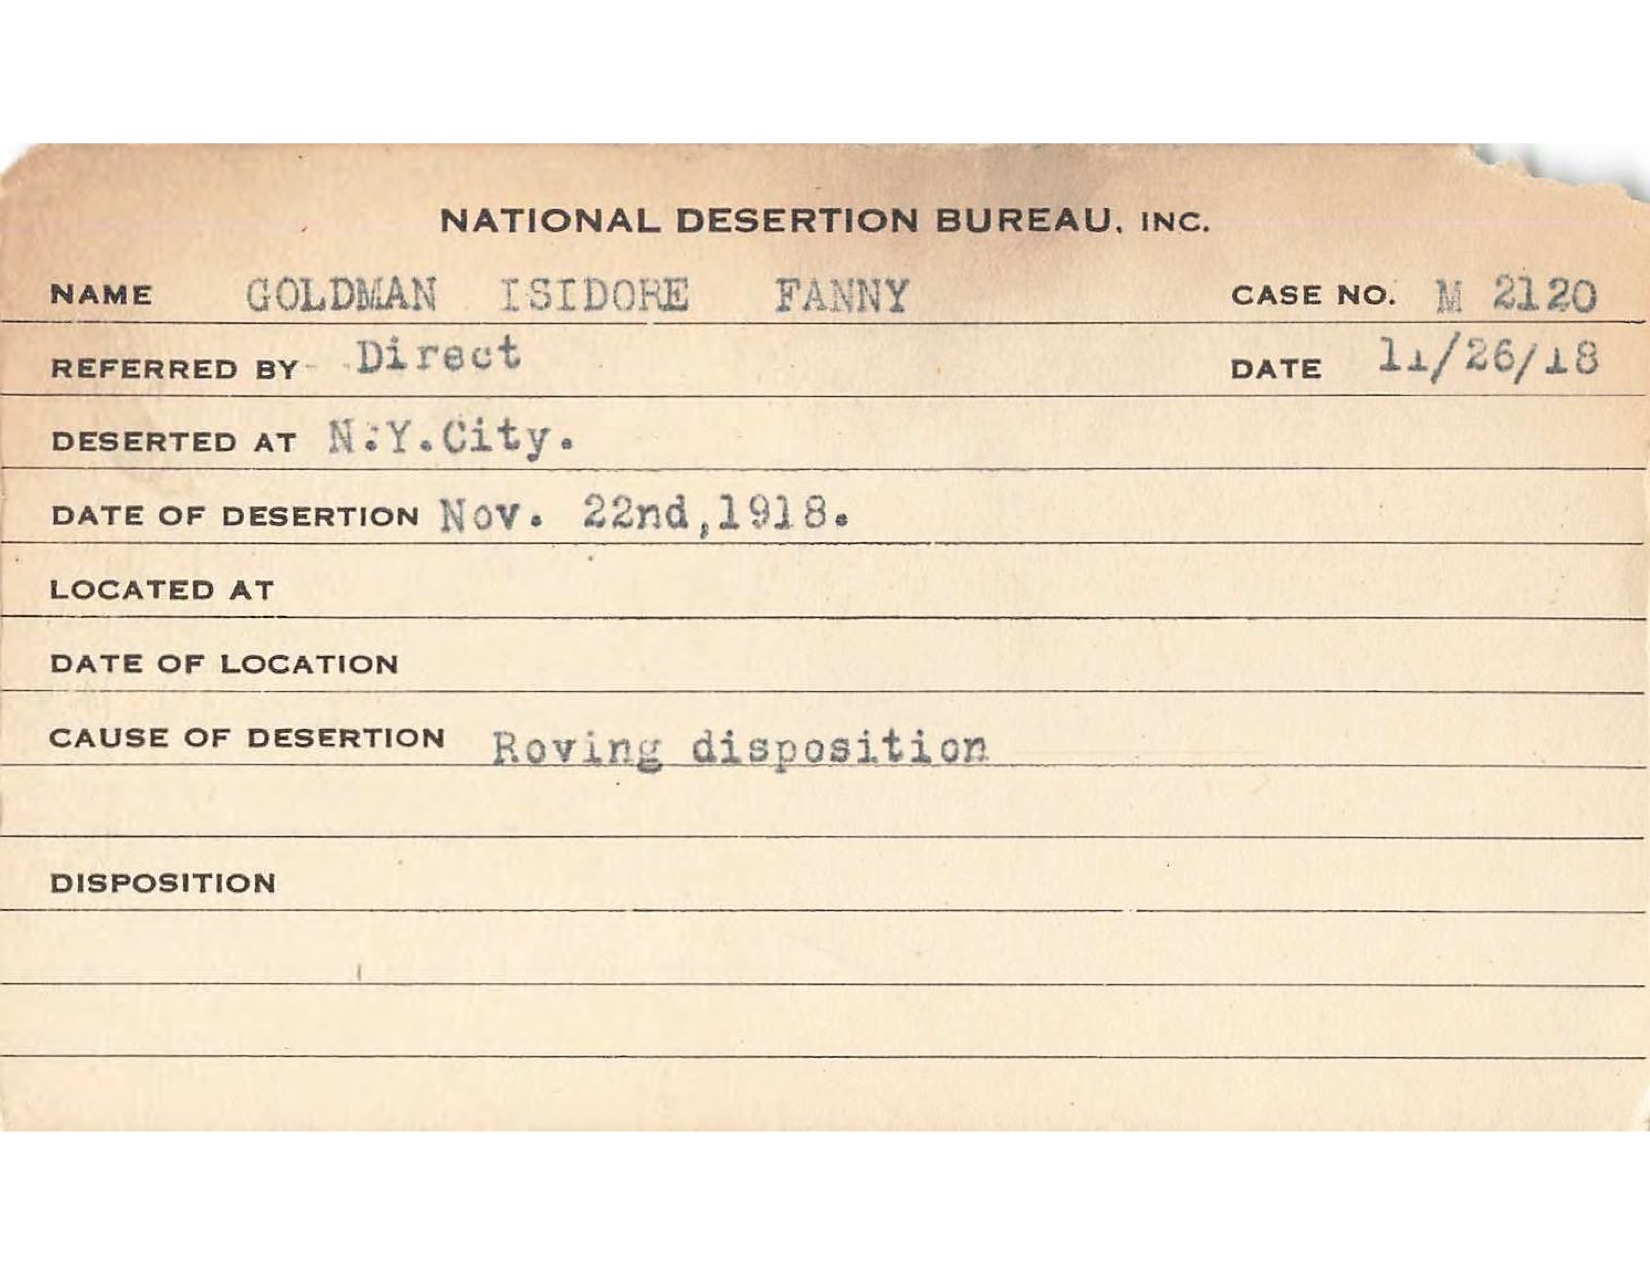 NATIONAL DESERTION BUREAU, INC.
NAME GOLDMAN ISIDORE FANNY CASE NO. M 2120
REFERRED BY Direct DATE 11/26/18
DESERTED AT N.Y.City.
DATE OF DESERTION Nov. 22nd,1918.
LOCATED AT
DATE OF LOCATION
CAUSE OF DESERTION Roving disposition
DISPOSITION